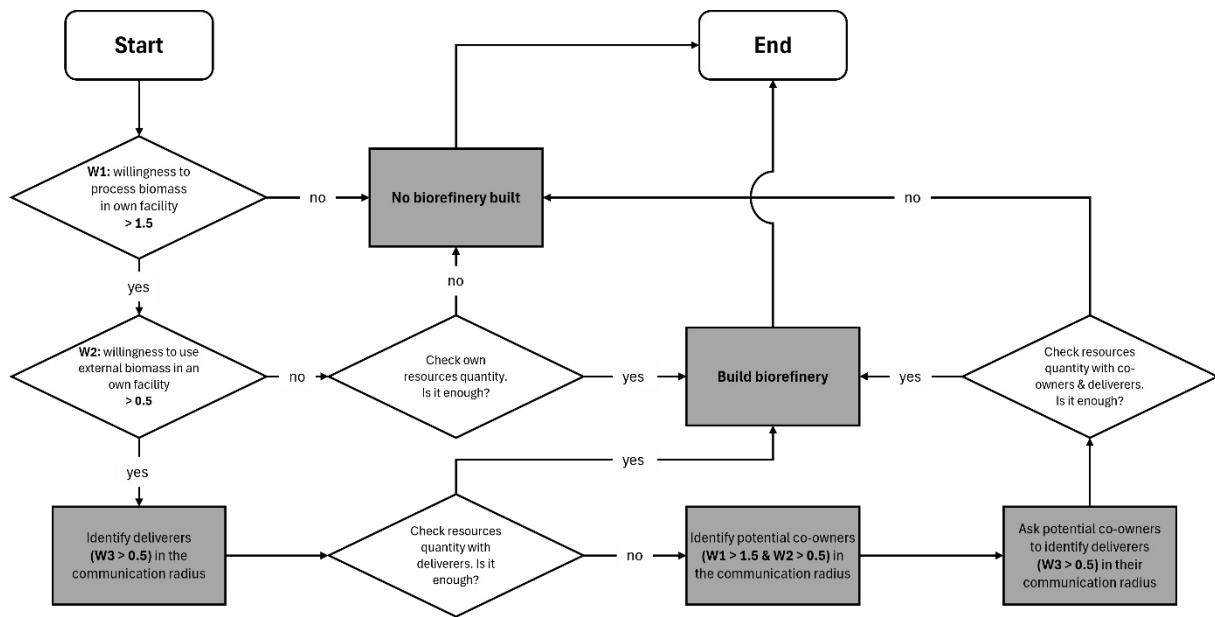 Start
End
W1: willingness to
process biomass
in own facility
> 1.5
no
No biorefinery built
no
yes
no
W2: willingness to use
external biomass in an
own facility
> 0.5
no
Check own
resources quantity.
Is it enough?
yes
Build biorefinery
yes
Check resources
quantity with co-
owners & deliverers.
Is it enough?
yes
yes
Identify deliverers
(W3 > 0.5) in the
communication radius
Check resources
quantity with
deliverers. Is it
enough?
no
Identify potential co-owners
(W1 > 1.5 & W2 > 0.5) in
the communication radius
Ask potential co-owners
to identify deliverers
(W3 > 0.5) in their
communication radius